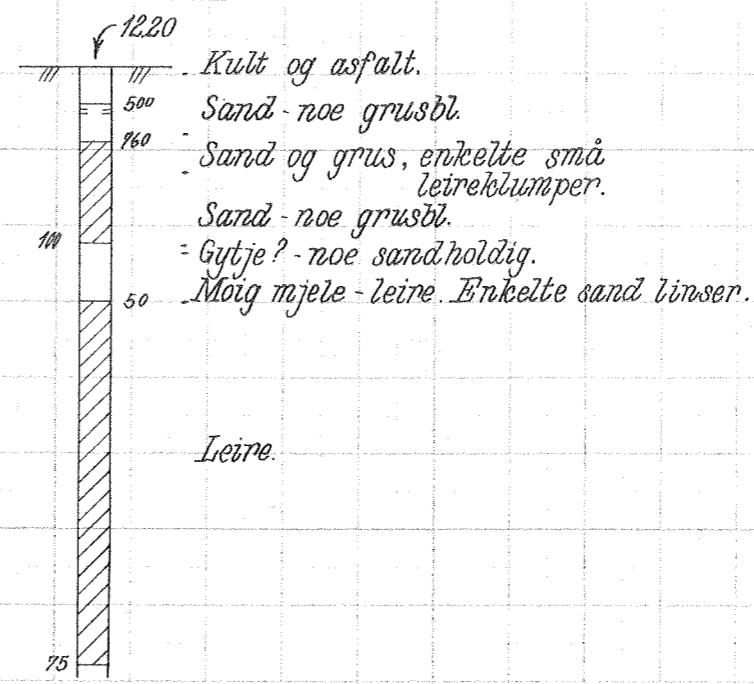 12,20
Kult og asfalt.
500
Sand - noe grusbl.
160
Sand og grus, enkelte små
leireklumper.
Sand - noe grusbl.
100
Gytje? - noe sandholdig.
50
Moig mjele - leire. Enkelte sand linser.
Leire.
75